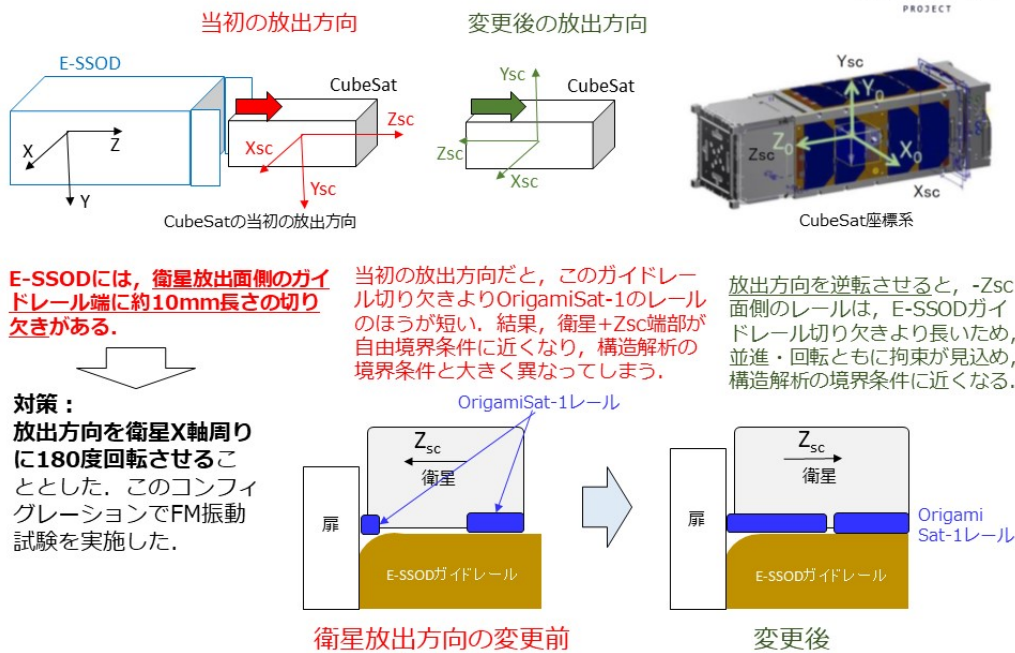 PROJECT
当初の放出方向
変更後の放出方向
E-SSOD
CubeSat
Zsc
Xsc
Ysc
X
Z
Y
CubeSatの当初の放出方向
Ysc
CubeSat
Zsc
Xsc
Ysc
Y0
Z0
X0
Zsc
Xsc
CubeSat座標系
E-SSODには，衛星放出面側のガイ
ドレール端に約10mm長さの切り
欠きがある．
対策：
放出方向を衛星X軸周り
に180度回転させるこ
ととした．このコンフィ
グレーションでFM振動
試験を実施した．
当初の放出方向だと，このガイドレー
ル切り欠きよりOrigamiSat-1のレール
のほうが短い．結果，衛星+Zsc端部が
自由境界条件に近くなり，構造解析の
境界条件と大きく異なってしまう．
放出方向を逆転させると，-Zsc
面側のレールは，E-SSODガイ
ドレール切り欠きより長いため，
並進・回転ともに拘束が見込め，
構造解析の境界条件に近くなる．
OrigamiSat-1レール
Zsc
衛星
扉
E-SSODガイドレール
衛星放出方向の変更前
Zsc
衛星
扉
Origami
Sat-1レール
E-SSODガイドレール
変更後